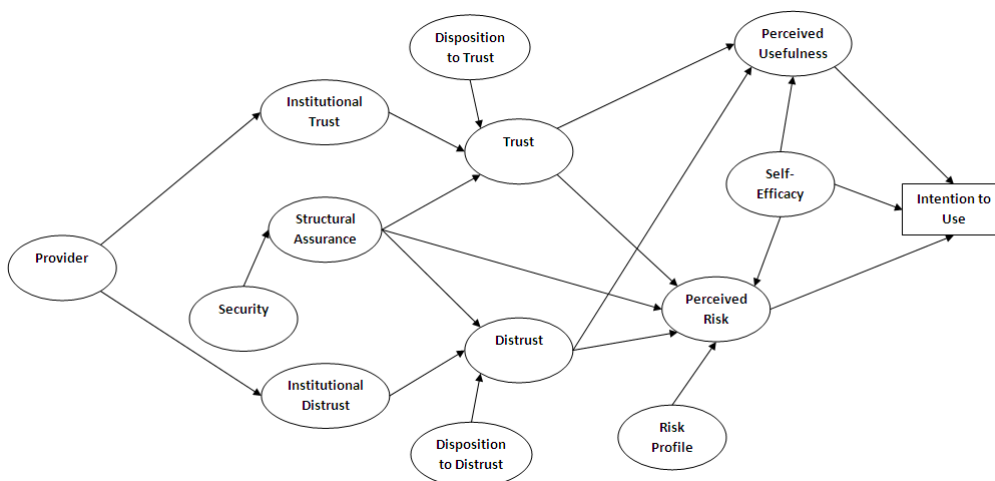 Disposition
to Trust
Perceived
Usefulness
Institutional
Trust
Trust
Self-
Efficacy
Intention to
Use
Structural
Assurance
Provider
Security
Perceived
Risk
Distrust
Institutional
Distrust
Risk
Profile
Disposition
to Distrust